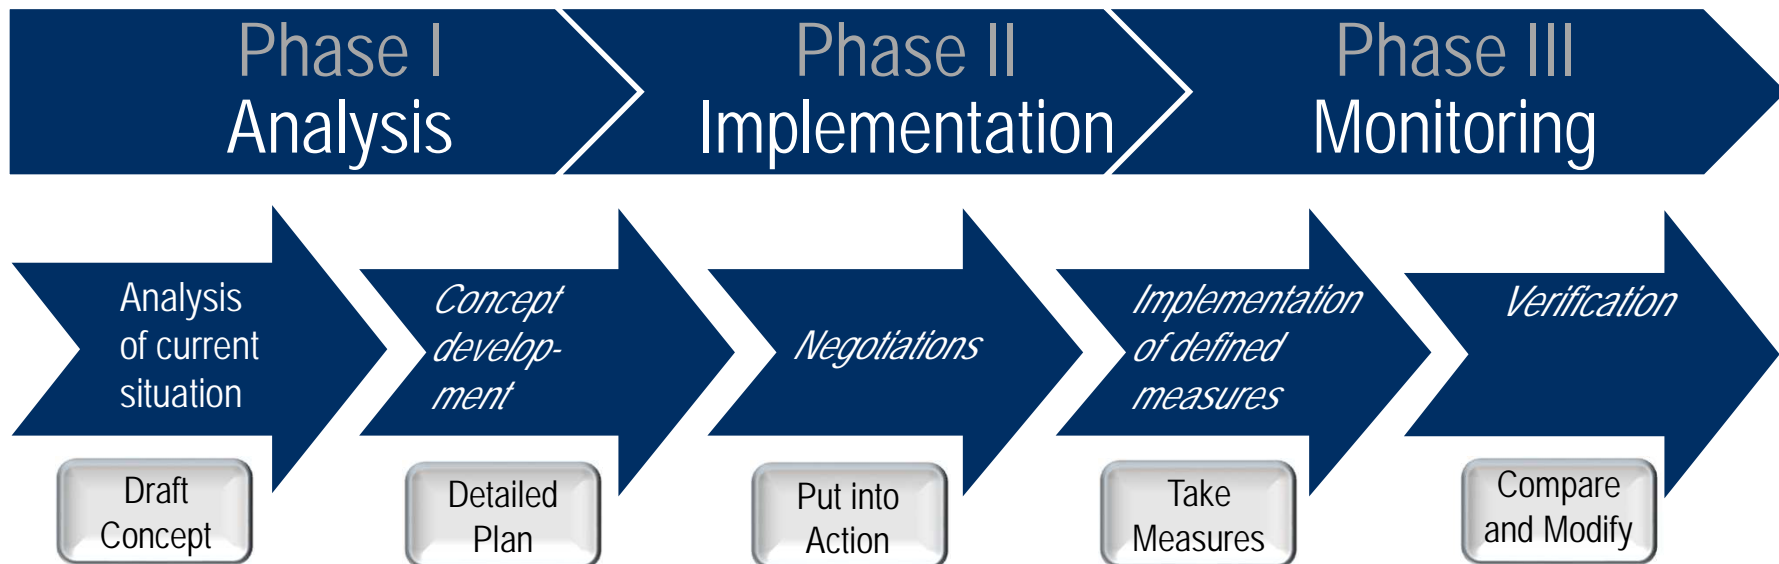 Phase I
Analysis
Phase II
Implementation
Phase III
Monitoring
Analysis
of current
situation
Concept
develop-
ment
Negotiations
Implementation
of defined
measures
Verification
Draft
Concept
Detailed
Plan
Put into
Action
Take
Measures
Compare
and Modify